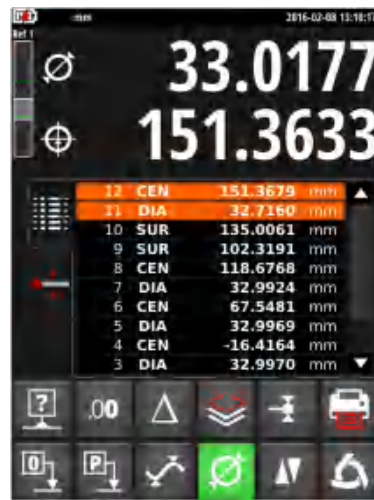 mm 2016-02-08 13:10:17
Ref 1
33.0177
151.3633
12 CEN 151.3679 mm
11 DIA 32.7160 mm
10 SUR 135.0061 mm
9 SUR 102.3191 mm
8 CEN 118.6768 mm
7 DIA 32.9924 mm
6 CEN 67.5481 mm
5 DIA 32.9969 mm
4 CEN -16.4164 mm
3 DIA 32.9970 mm
? .00 Δ
0 P